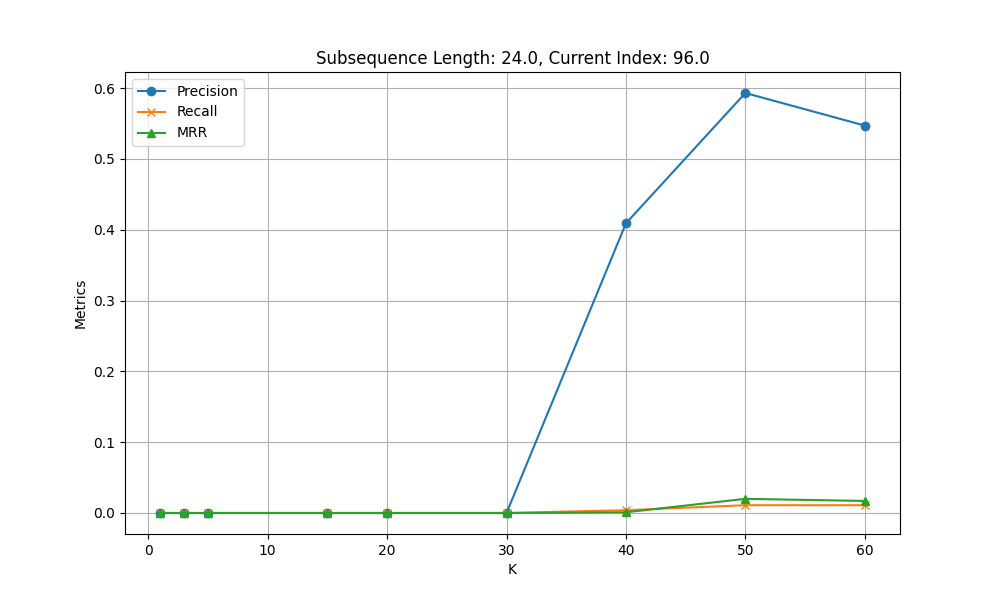 Subsequence Length: 24.0, Current Index: 96.0
Precision
Recall
MRR
0.6
0.5
0.4
0.3
0.2
0.1
0.0
Metrics
0 10 20 30 40 50 60
K